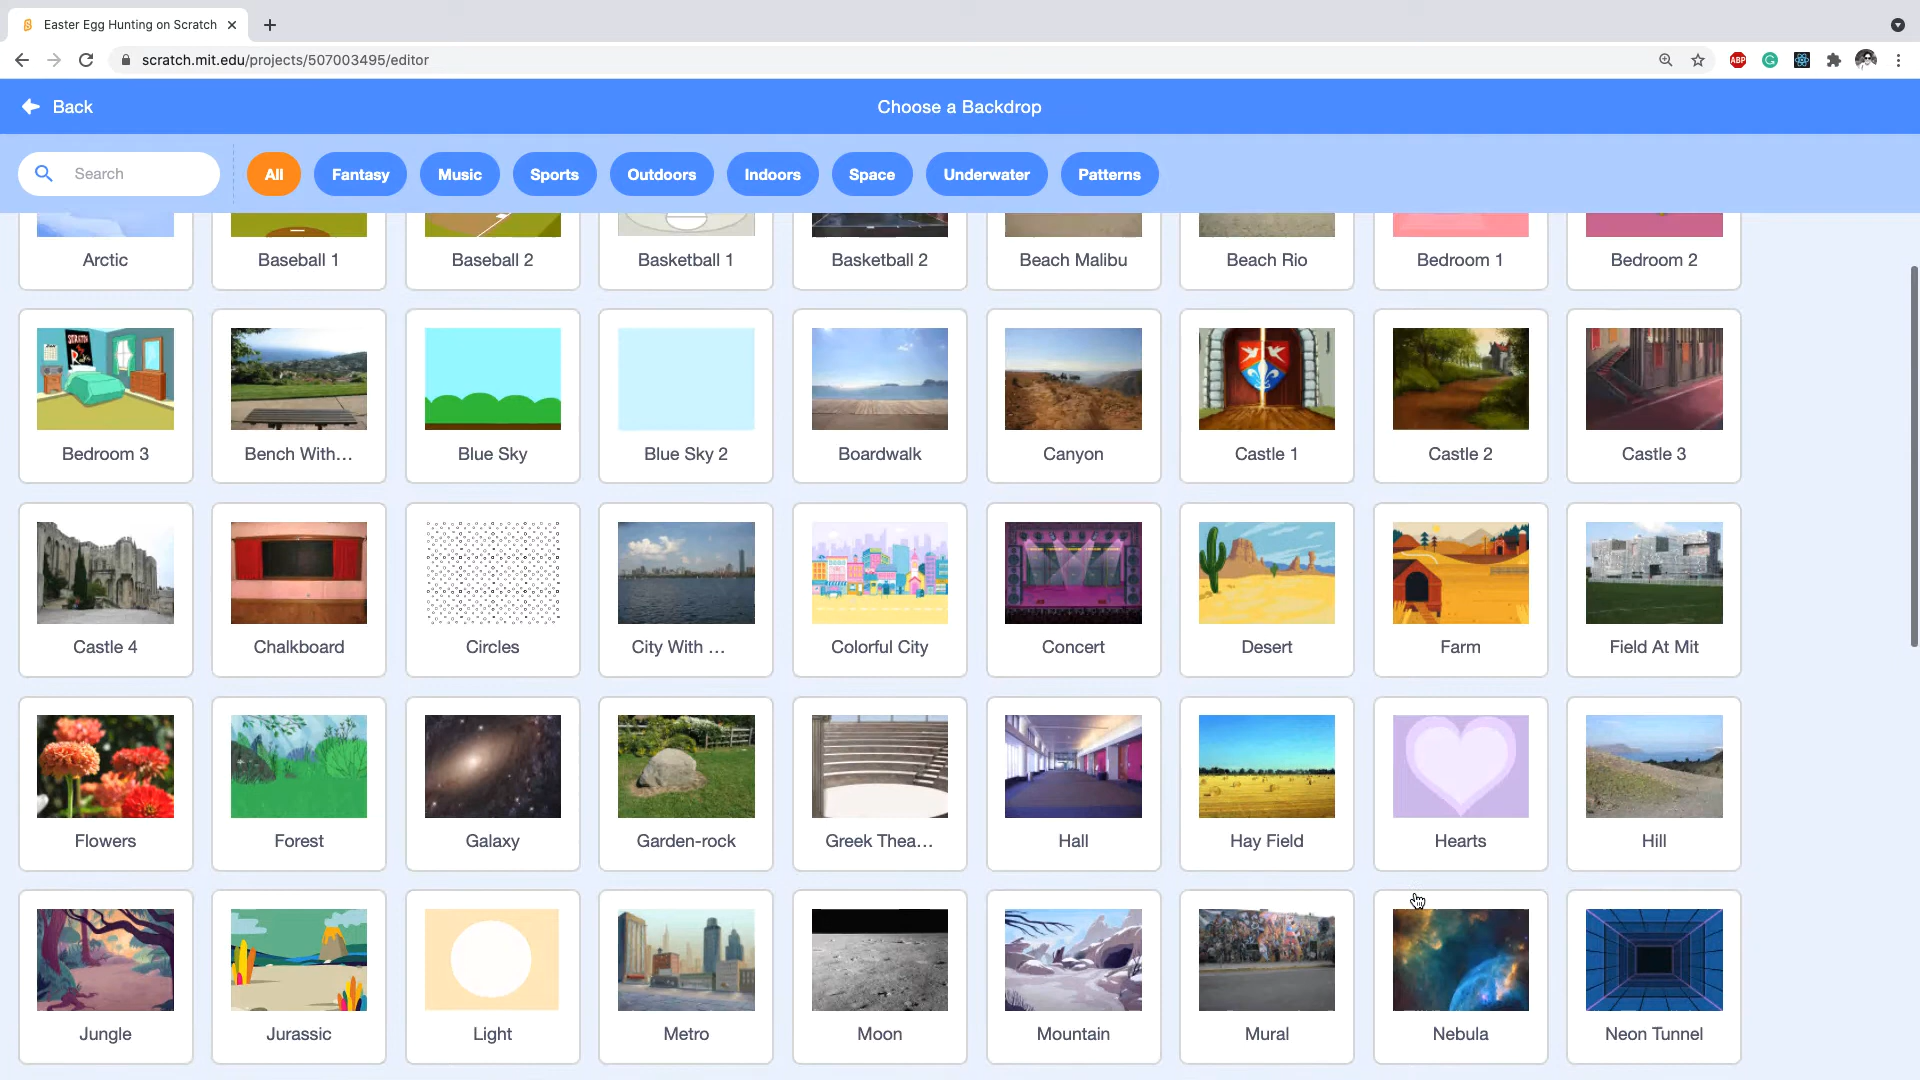 Easter Egg Hunting on Scratch
scratch.mit.edu/projects/507003495/editor
ABP
Back
Choose a Backdrop
Search
All
Fantasy
Music
Sports
Outdoors
Indoors
Space
Underwater
Patterns
Arctic
Baseball 1
Baseball 2
Basketball 1
Basketball 2
Beach Malibu
Beach Rio
Bedroom 1
Bedroom 2
SCRATCH
Bedroom 3
Bench With...
Blue Sky
Blue Sky 2
Boardwalk
Canyon
Castle 1
Castle 2
Castle 3
Castle 4
Chalkboard
Circles
City With ...
Colorful City
Concert
Desert
Farm
Field At Mit
Flowers
Forest
Galaxy
Garden-rock
Greek Thea...
Hall
Hay Field
Hearts
Hill
Jungle
Jurassic
Light
Metro
Moon
Mountain
Mural
Nebula
Neon Tunnel